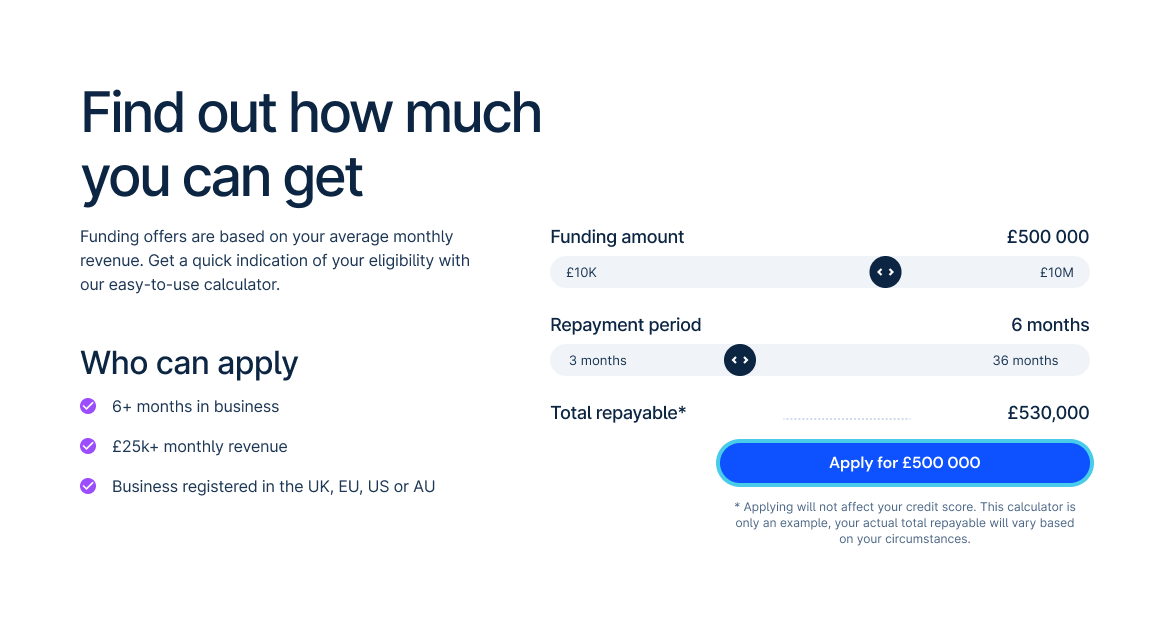 Find out how much
you can get
Funding offers are based on your average monthly
revenue. Get a quick indication of your eligibility with
our easy-to-use calculator.
Who can apply
6+ months in business
£25k+ monthly revenue
Business registered in the UK, EU, US or AU
Funding amount £500 000
£10K £10M
Repayment period 6 months
3 months 36 months
Total repayable* £530,000
Apply for £500 000
* Applying will not affect your credit score. This calculator is
only an example, your actual total repayable will vary based
on your circumstances.